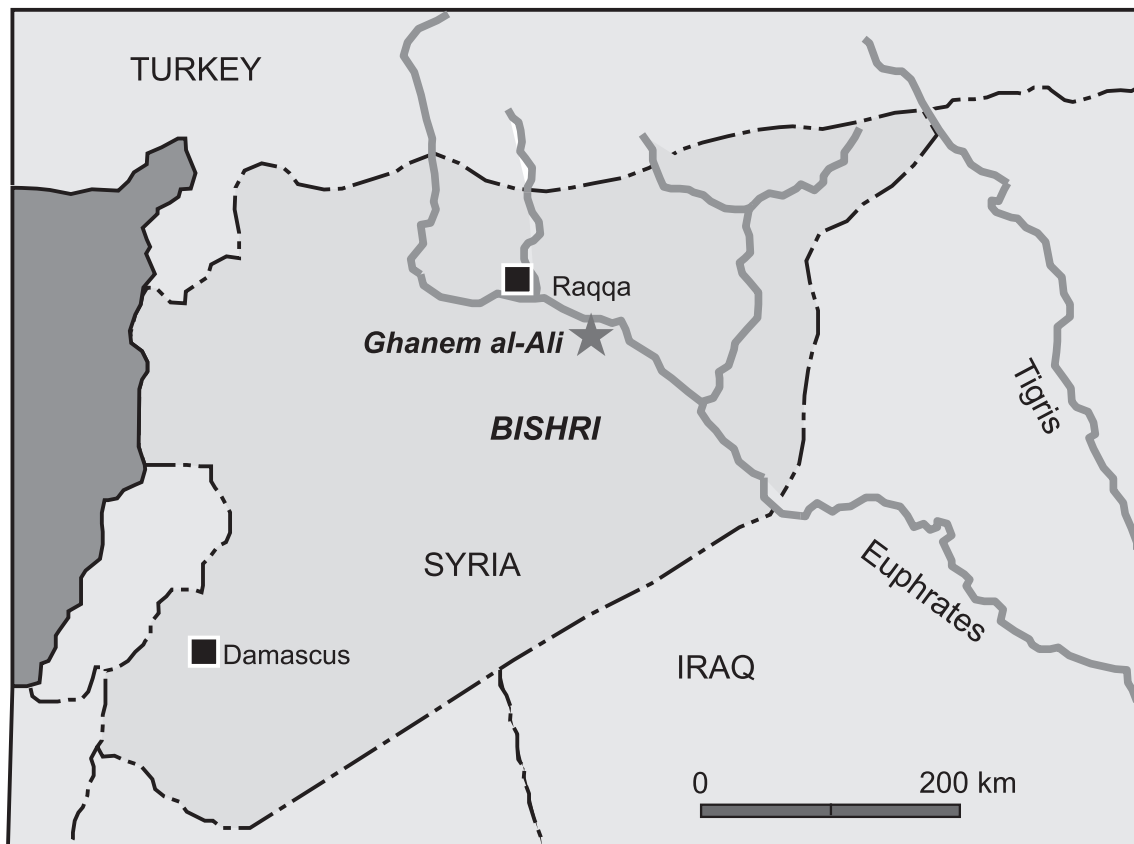 TURKEY
Raqqa
Ghanem al-Ali
BISHRI
Tigris
SYRIA
Euphrates
Damascus
IRAQ
0 200 km